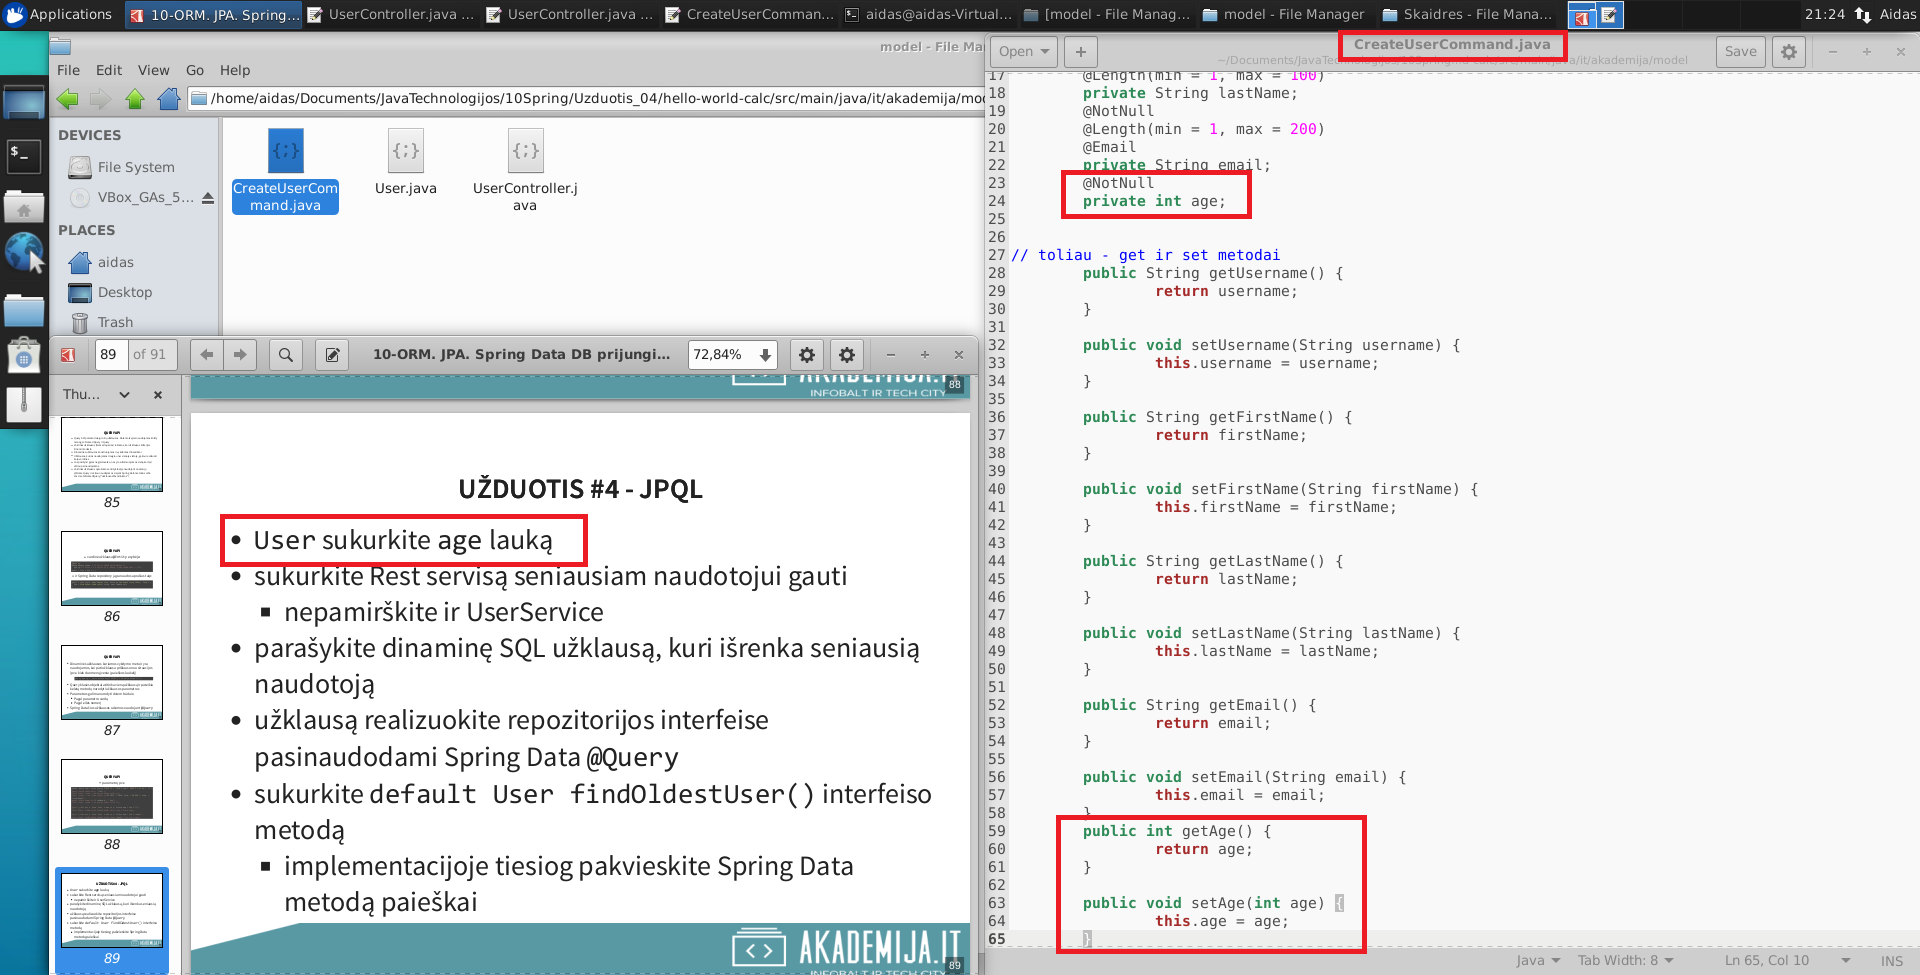 Applications
10-ORM. JPA. Spring...
UserController.java ...
UserController.java ...
CreateUserComman...
aidas@aidas-Virtual...
[model - File Manag...
model - File Manager
Skaidres - File Mana...
21:24
Aidas
model - File Ma
File Edit View Go Help
/home/aidas/Documents/JavaTechnologijos/10Spring/Uzduotis_04/hello-world-calc/src/main/java/it/akademija/mo
DEVICES
File System
VBox_GAs_5...
PLACES
aidas
Desktop
Trash
CreateUserCom
mand.java
User.java
UserController.j
ava
89 of 91
10-ORM. JPA. Spring Data DB prijungi...
72,84%
Thu...
85
86
87
88
89
AKADEMIJA.IT
INFOBALT IR TECH CITY
88
UŽDUOTIS #4 - JPQL
• User sukurkite age lauką
• sukurkite Rest servisą seniausiam naudotojui gauti
▪ nepamirškite ir UserService
• parašykite dinaminę SQL užklausą, kuri išrenka seniausią
naudotoją
• užklausą realizuokite repozitorijos interfeise
pasinaudodami Spring Data @Query
• sukurkite default User findOldestUser() interfeiso
metodą
▪ implementacijoje tiesiog pakvieskite Spring Data
metodą paieškai
<> AKADEMIJA.IT
INFOBALT IR TECH CITY
89
Open
+
CreateUserCommand.java
Save
17 @Length(min = 1, max = 100)
18 private String lastName;
19 @NotNull
20 @Length(min = 1, max = 200)
21 @Email
22 private String email;
23 @NotNull
24 private int age;
25
26
27 // toliau - get ir set metodai
28 public String getUsername() {
29 return username;
30 }
31
32 public void setUsername(String username) {
33 this.username = username;
34 }
35
36 public String getFirstName() {
37 return firstName;
38 }
39
40 public void setFirstName(String firstName) {
41 this.firstName = firstName;
42 }
43
44 public String getLastName() {
45 return lastName;
46 }
47
48 public void setLastName(String lastName) {
49 this.lastName = lastName;
50 }
51
52 public String getEmail() {
53 return email;
54 }
55
56 public void setEmail(String email) {
57 this.email = email;
58 }
59 public int getAge() {
60 return age;
61 }
62
63 public void setAge(int age) {
64 this.age = age;
65 }
Java
Tab Width: 8
Ln 65, Col 10
INS